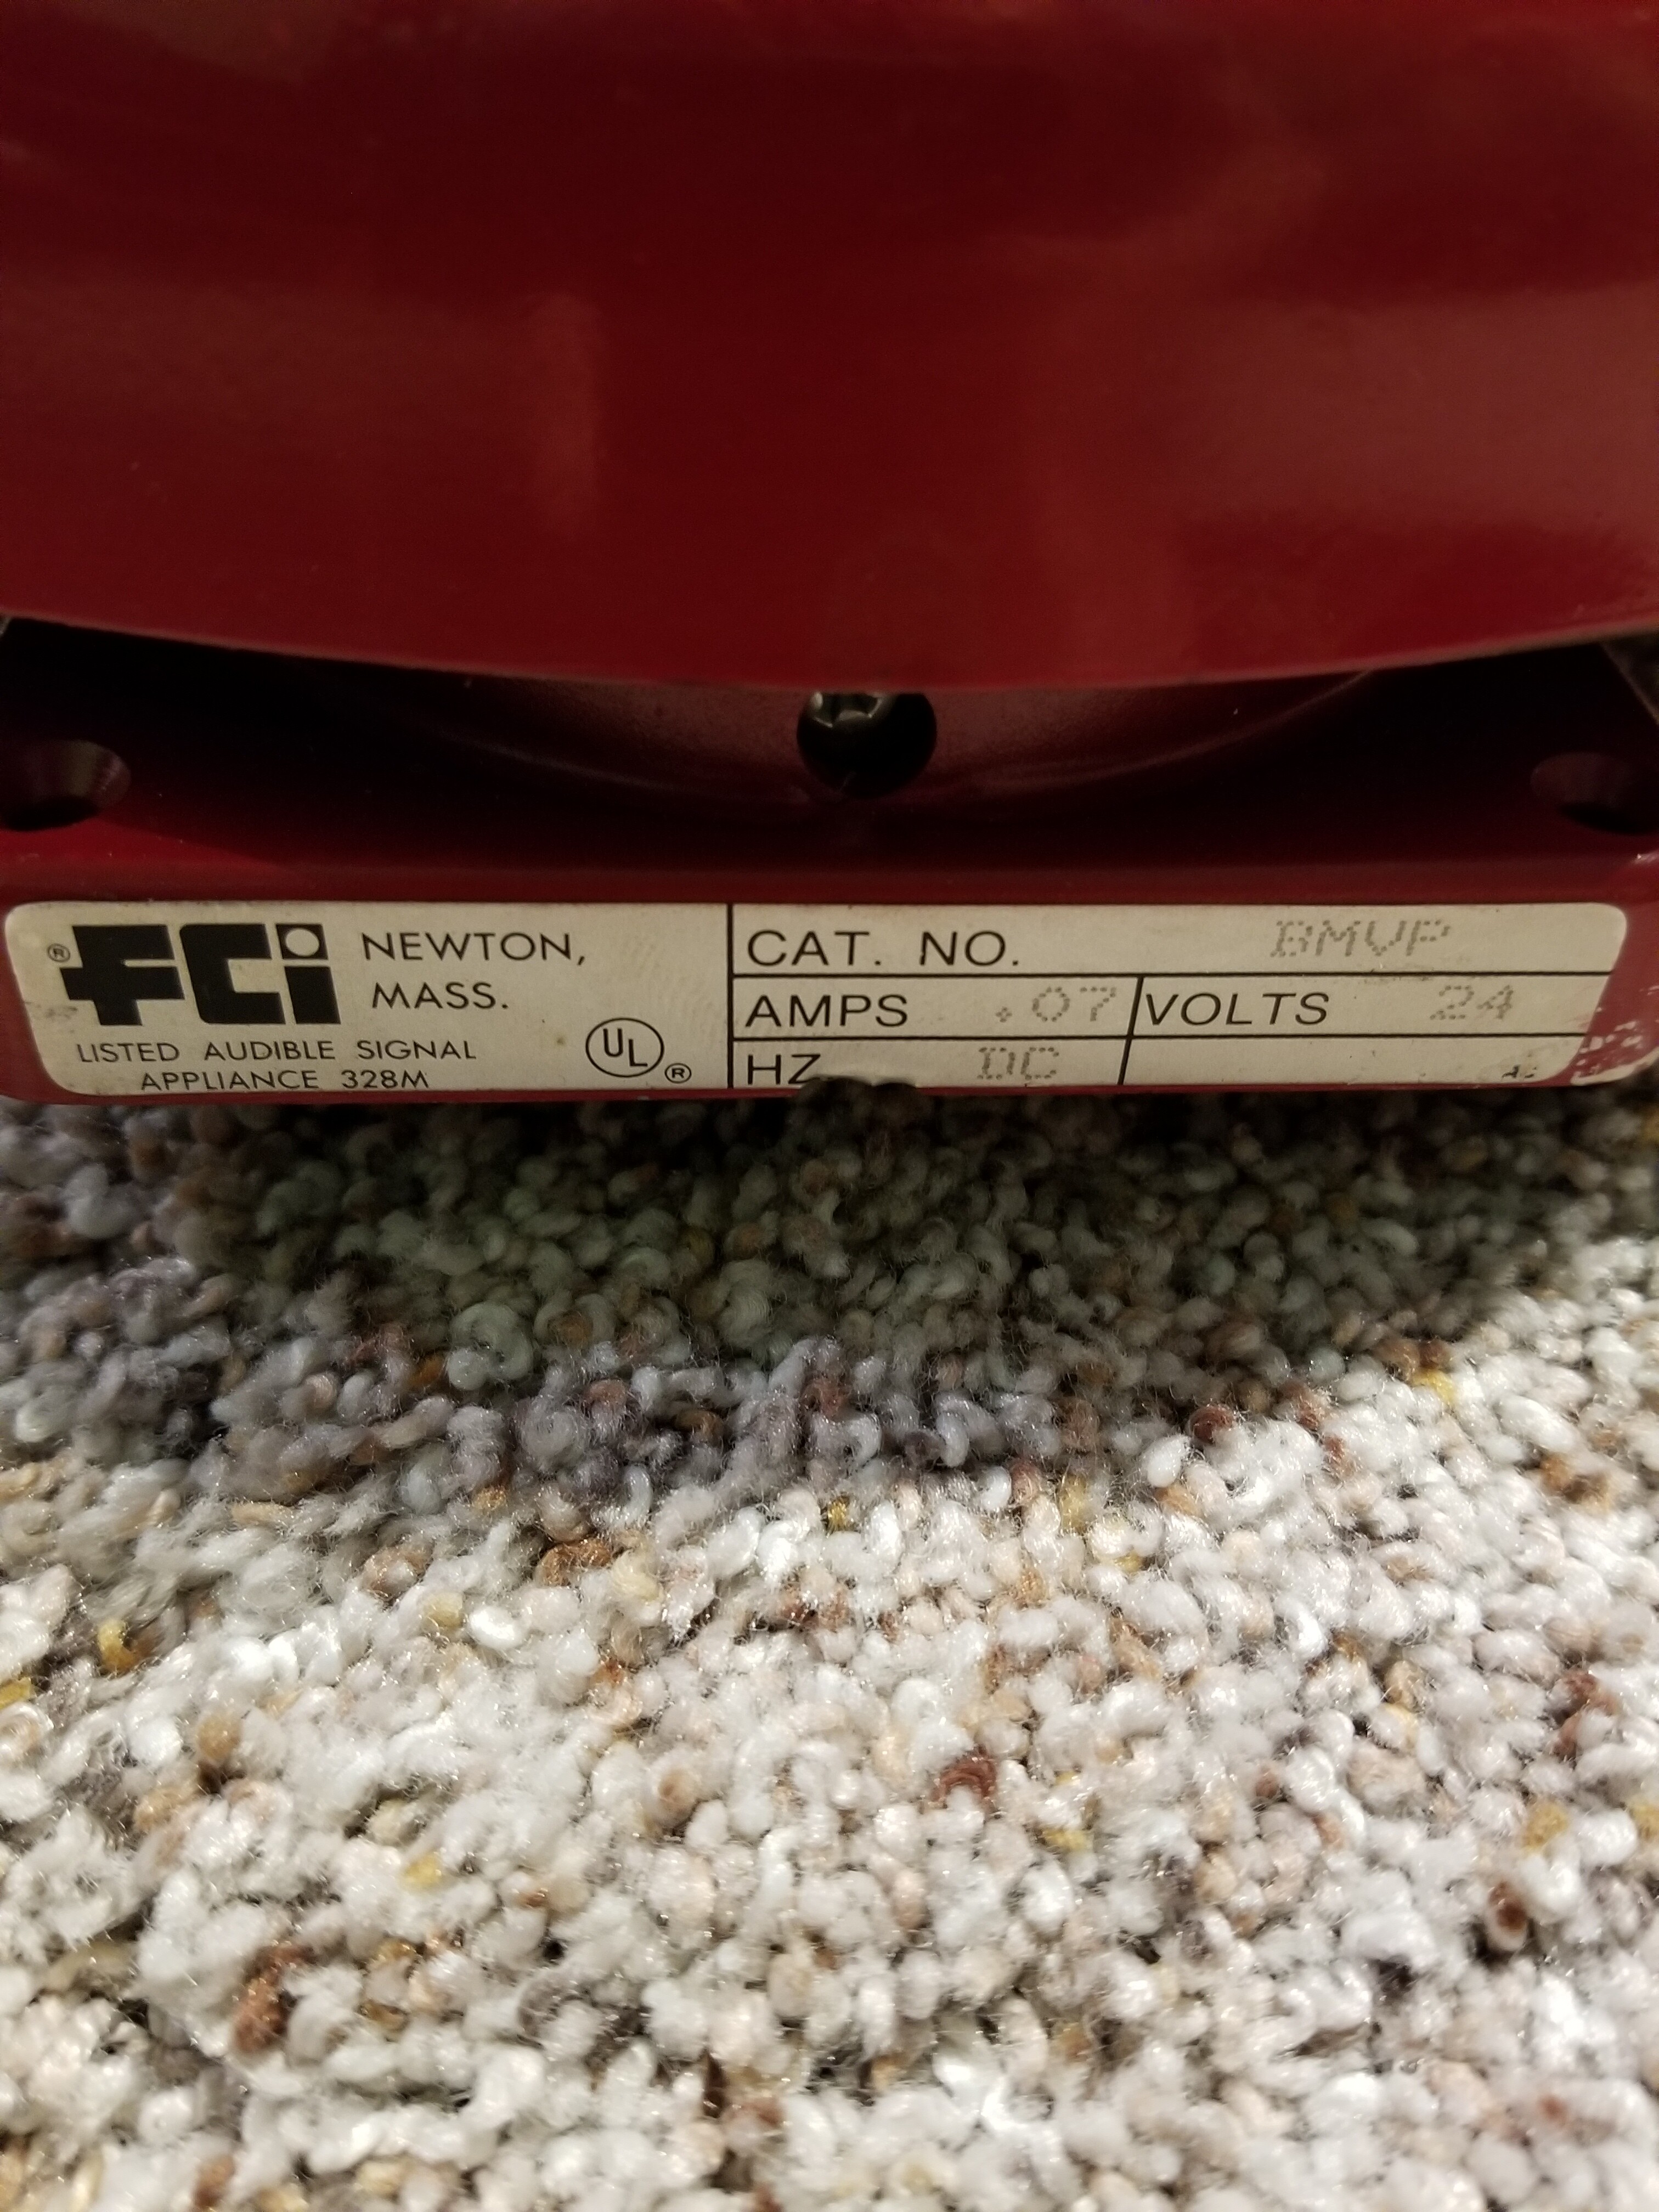 ® FCi NEWTON,
MASS.
LISTED AUDIBLE SIGNAL
APPLIANCE 328M
UL ®
CAT. NO. BMVP
AMPS .07 VOLTS 24
HZ DC